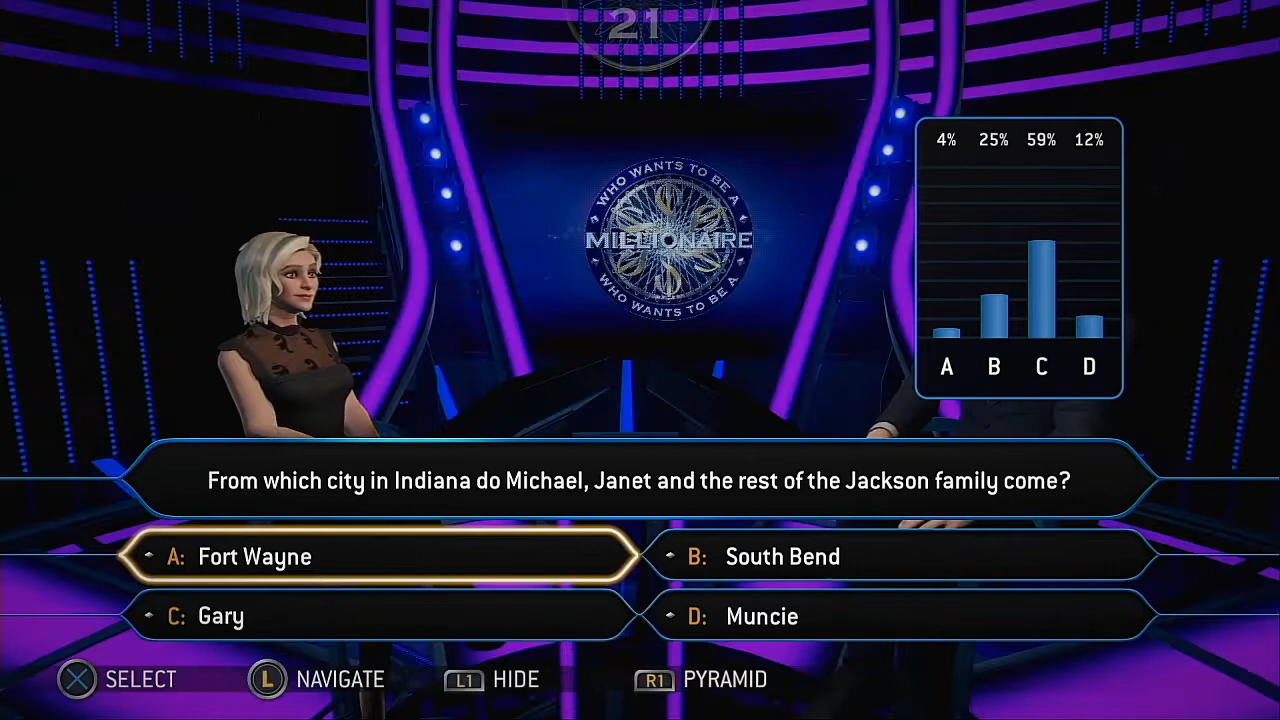 21
4% 25% 59% 12%
WHO WANTS TO BE A
MILLIONAIRE
WHO WANTS TO BE A
A B C D
From which city in Indiana do Michael, Janet and the rest of the Jackson family come?
A: Fort Wayne
B: South Bend
C: Gary
D: Muncie
L SELECT NAVIGATE L1 HIDE R1 PYRAMID